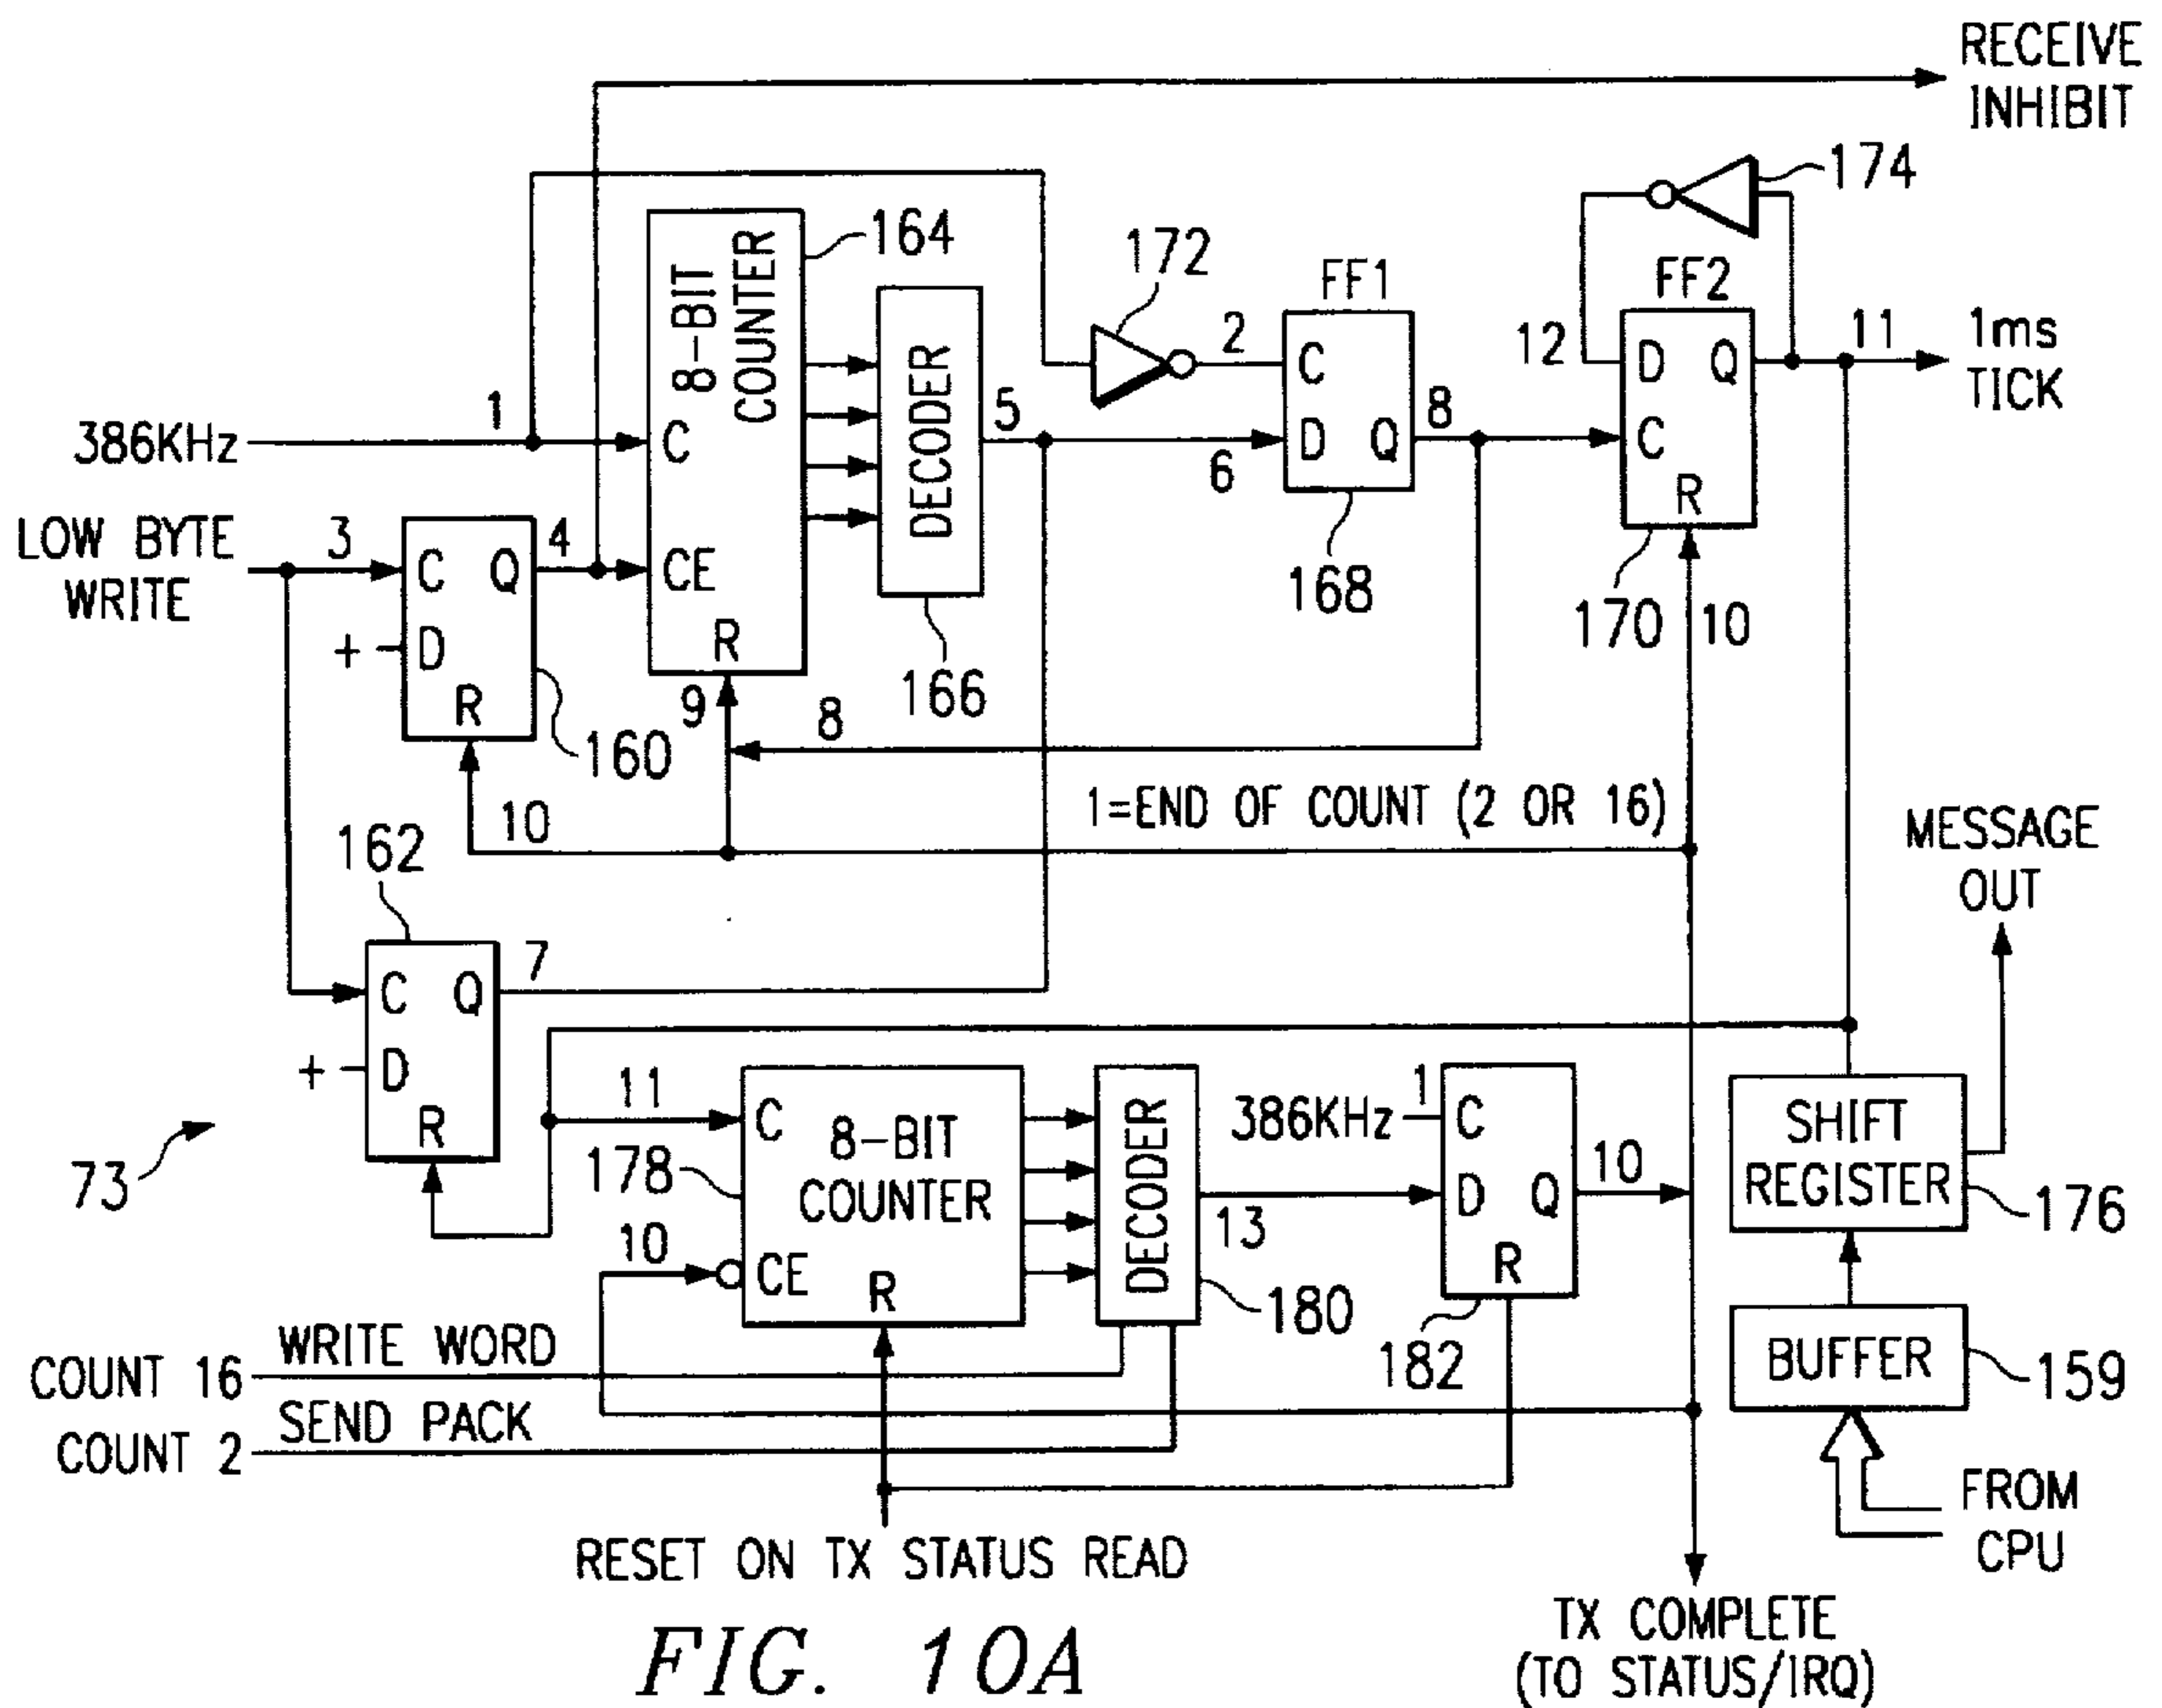 RECEIVE
INHIBIT
174
164
172
8-BIT
COUNTER
FF1
FF2
2
12
11
1ms
TICK
C
D Q
1
386KHz
C
DECODER
5
C
D Q
8
C
6
R
LOW BYTE
WRITE
3
C Q
4
CE
168
170
10
+
D
R
R
166
9
8
160
10
1=END OF COUNT (2 OR 16)
MESSAGE
OUT
162
C Q
7
+
D
R
73
11
C
8-BIT
COUNTER
178
10
CE
R
DECODER
13
180
386KHz
1
C
D Q
R
10
182
SHIFT
REGISTER
176
BUFFER
159
COUNT 16
WRITE WORD
SEND PACK
COUNT 2
FROM
CPU
RESET ON TX STATUS READ
TX COMPLETE
(TO STATUS/IRQ)
FIG. 10A